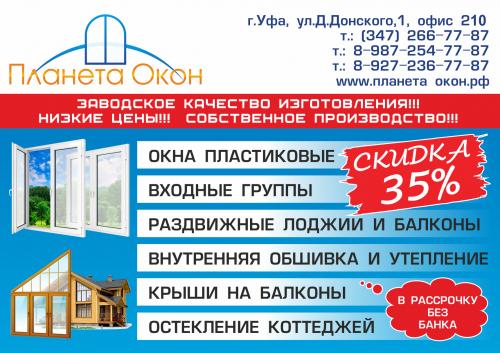 Планета Окон
г.Уфа, ул.Д.Донского,1, офис 210
т.: (347) 266-77-87
т.: 8-987-254-77-87
т.: 8-927-236-77-87
www.планета окон.рф
ЗАВОДСКОЕ КАЧЕСТВО ИЗГОТОВЛЕНИЯ!!!
НИЗКИЕ ЦЕНЫ!!! СОБСТВЕННОЕ ПРОИЗВОДСТВО!!!
ОКНА ПЛАСТИКОВЫЕ
СКИДКА
35%
ВХОДНЫЕ ГРУППЫ
РАЗДВИЖНЫЕ ЛОДЖИИ И БАЛКОНЫ
ВНУТРЕННЯЯ ОБШИВКА И УТЕПЛЕНИЕ
КРЫШИ НА БАЛКОНЫ
ОСТЕКЛЕНИЕ КОТТЕДЖЕЙ
В РАССРОЧКУ
БЕЗ
БАНКА